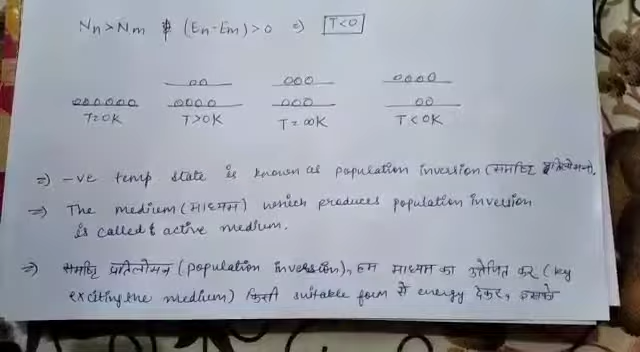 Nn > Nm (En - Em) > 0 ⇒ T<0
oo ooo oooo
oooooo oooo ooo oo
T=0K T>0K T=∞K T<0K
⇒ -ve temp state is known as population inversion (समष्टि प्रतिलोमन).
⇒ The medium (माध्यम) which produces population inversion
is called active medium.
⇒ समष्टि प्रतिलोमन (population inversion), हम माध्यम को उत्तेजित कर (by
exciting the medium) किसी suitable form से energy देकर,